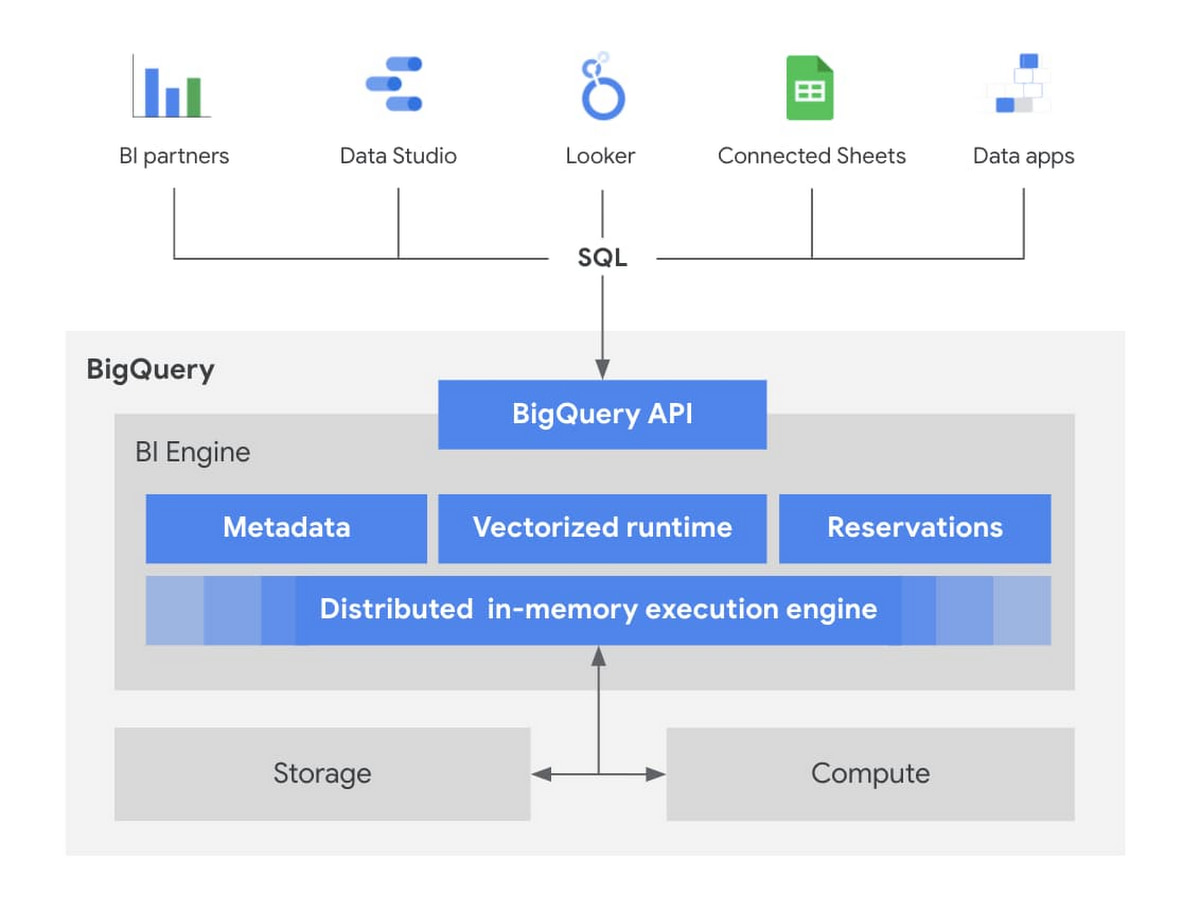 BI partners
Data Studio
Looker
Connected Sheets
Data apps
SQL
BigQuery
BigQuery API
BI Engine
Metadata
Vectorized runtime
Reservations
Distributed in-memory execution engine
Storage
Compute